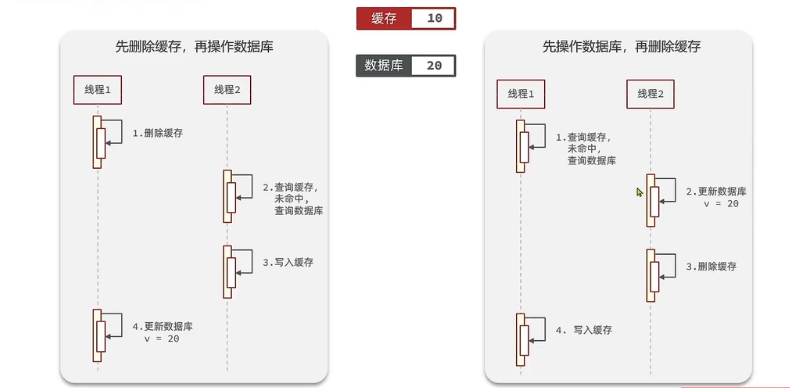 缓存 10
数据库 20
先删除缓存，再操作数据库
线程1
线程2
1.删除缓存
2.查询缓存，
未命中，
查询数据库
3.写入缓存
4.更新数据库
v = 20
先操作数据库，再删除缓存
线程1
线程2
1.查询缓存，
未命中，
查询数据库
2.更新数据库
v = 20
3.删除缓存
4. 写入缓存